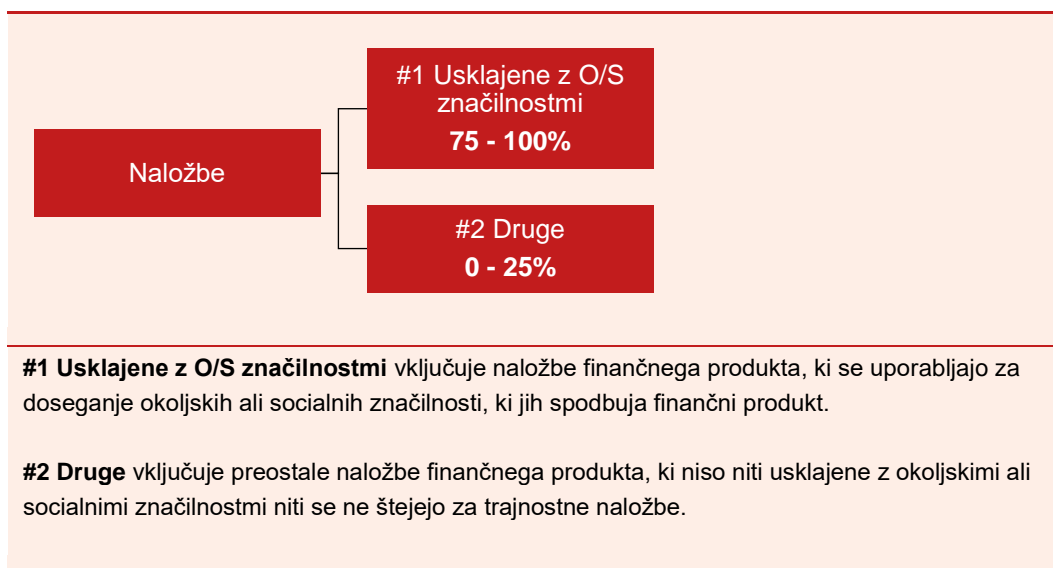 #1 Usklajene z O/S
značilnostmi
75 - 100%
Naložbe
#2 Druge
0 - 25%
#1 Usklajene z O/S značilnostmi vključuje naložbe finančnega produkta, ki se uporabljajo za
doseganje okoljskih ali socialnih značilnosti, ki jih spodbuja finančni produkt.
#2 Druge vključuje preostale naložbe finančnega produkta, ki niso niti usklajene z okoljskimi ali
socialnimi značilnostmi niti se ne štejejo za trajnostne naložbe.